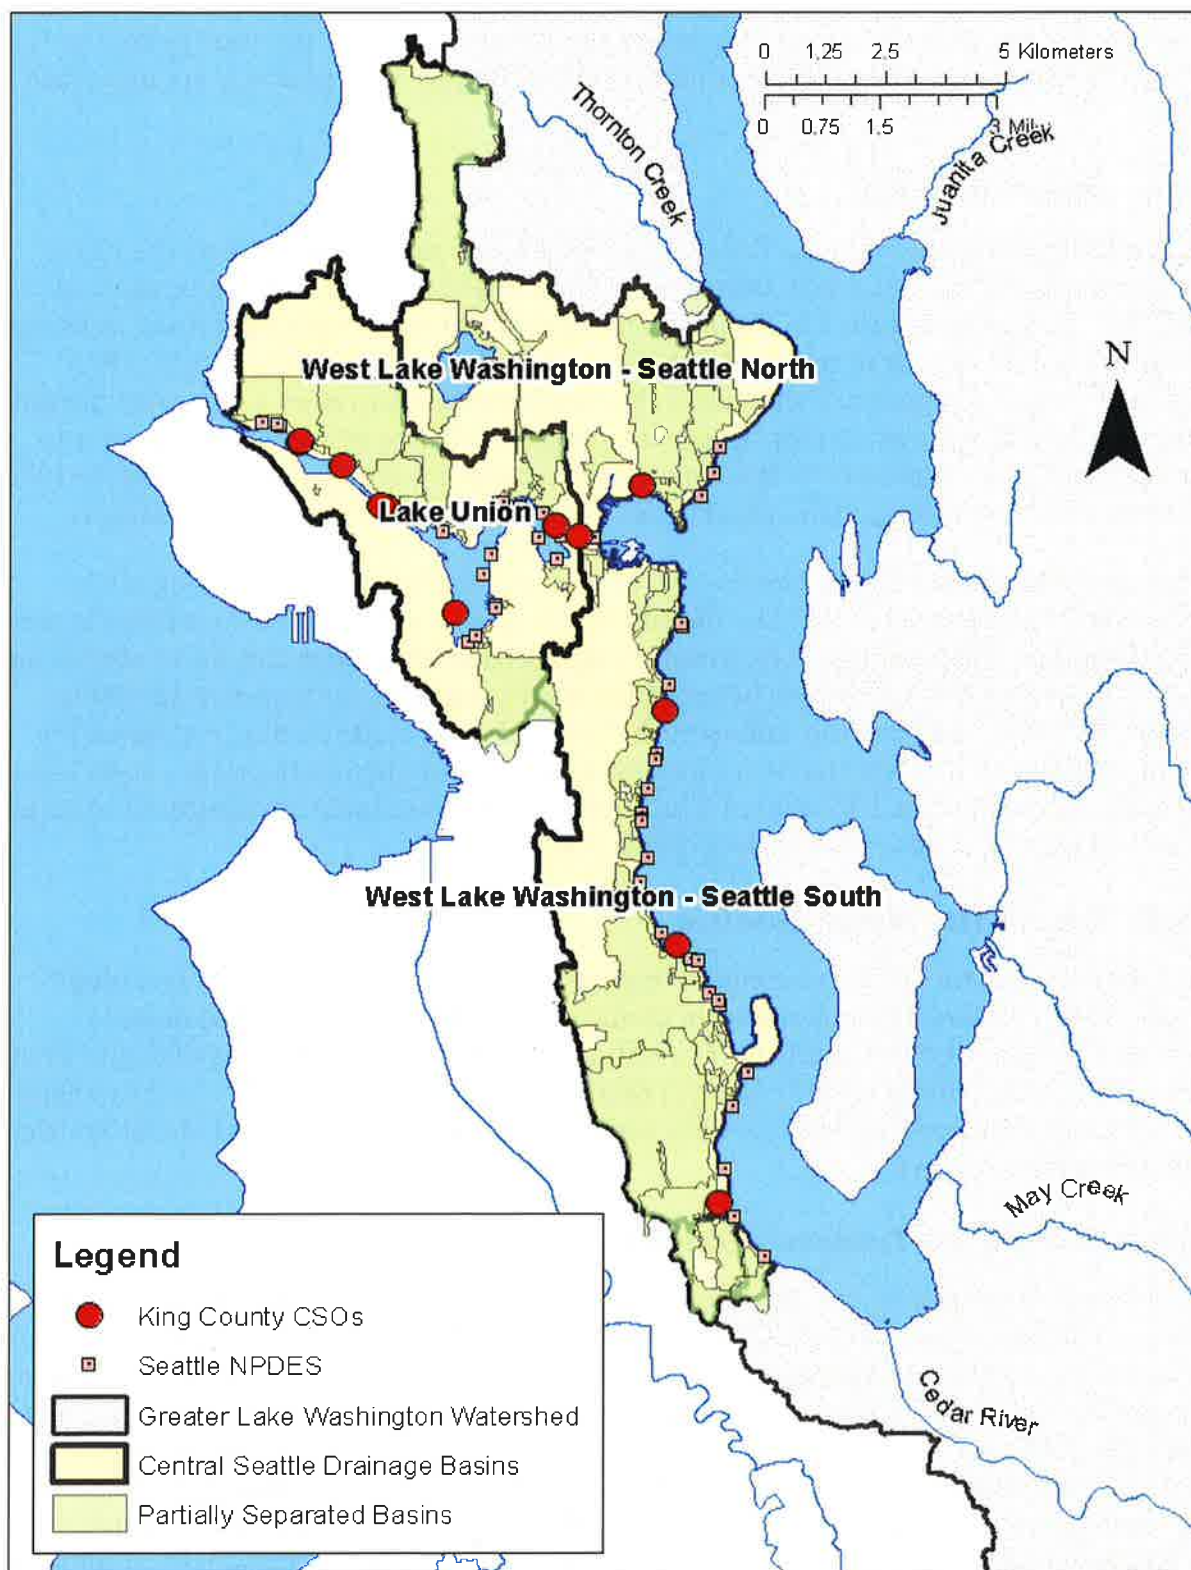 0 1.25 2.5 5 Kilometers
0 0.75 1.5 3 Mil
Thornton Creek
Juanita Creek
N
West Lake Washington - Seattle North
Lake Union
West Lake Washington - Seattle South
May Creek
Cedar River
Legend
King County CSOs
Seattle NPDES
Greater Lake Washington Watershed
Central Seattle Drainage Basins
Partially Separated Basins